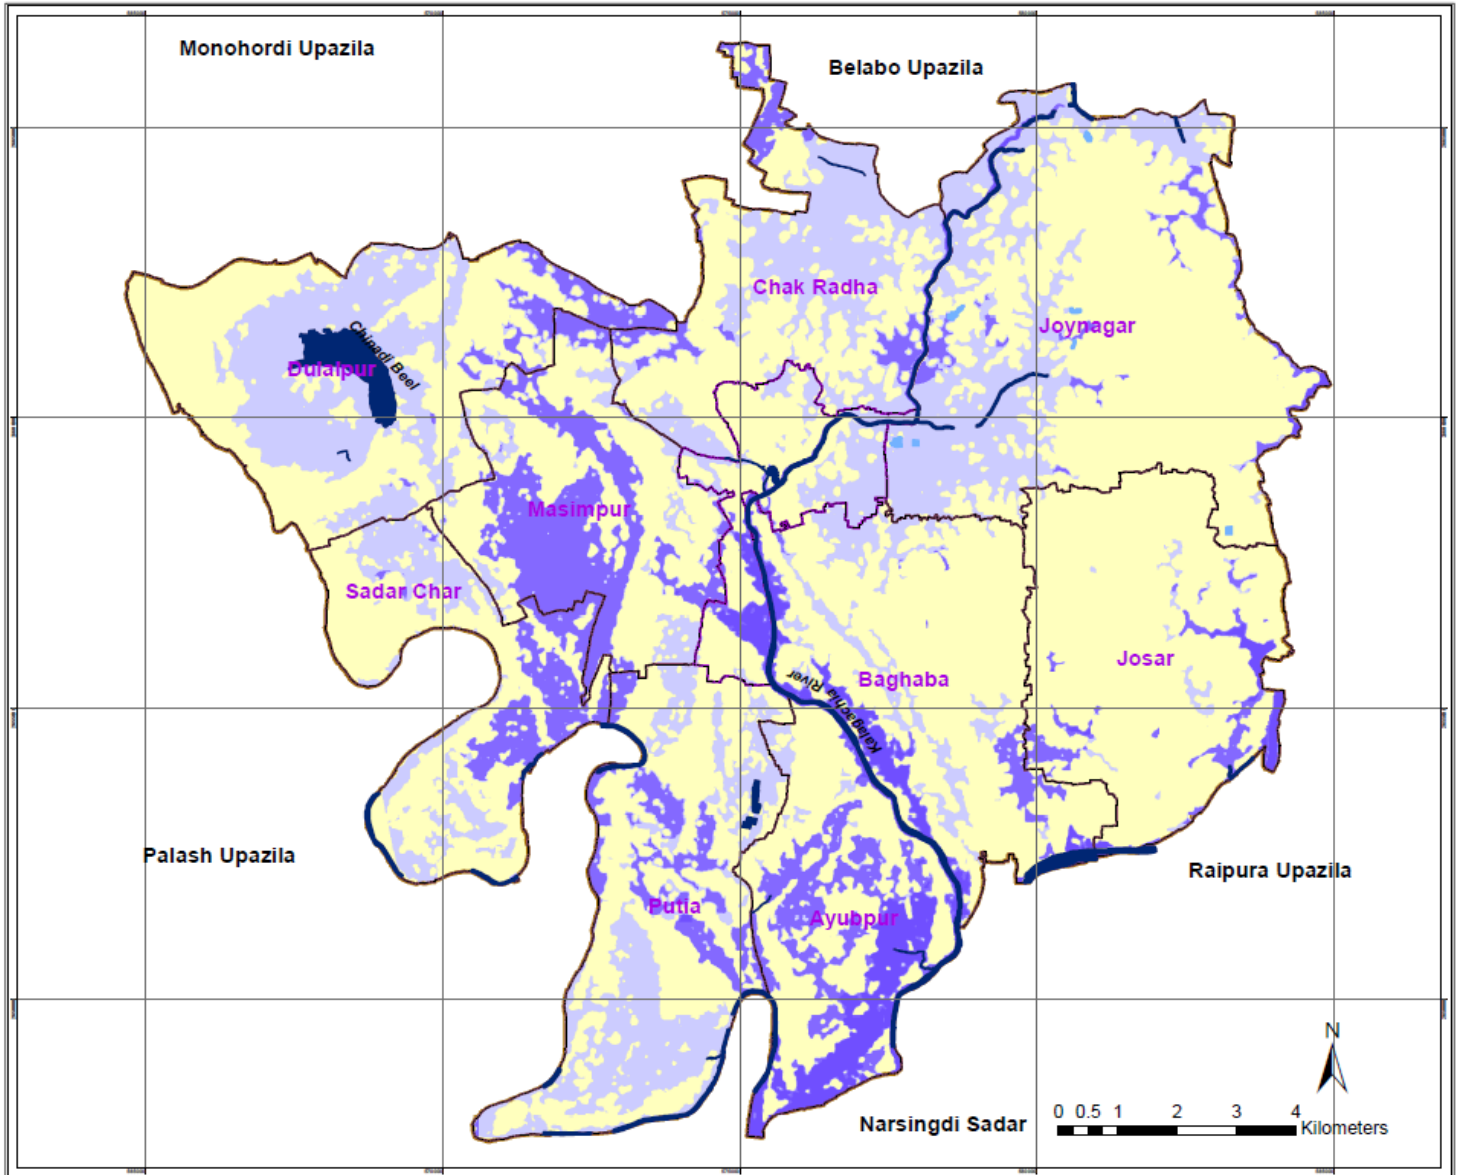 Monohordi Upazila
Belabo Upazila
Chak Radha
Joynagar
Chinadi Beel
Dulalpur
Masimpur
Sadar Char
Josar
Baghaba
Kalagachia River
Palash Upazila
Raipura Upazila
Putia
Ayubpur
N
Narsingdi Sadar
0 0.5 1 2 3 4
Kilometers